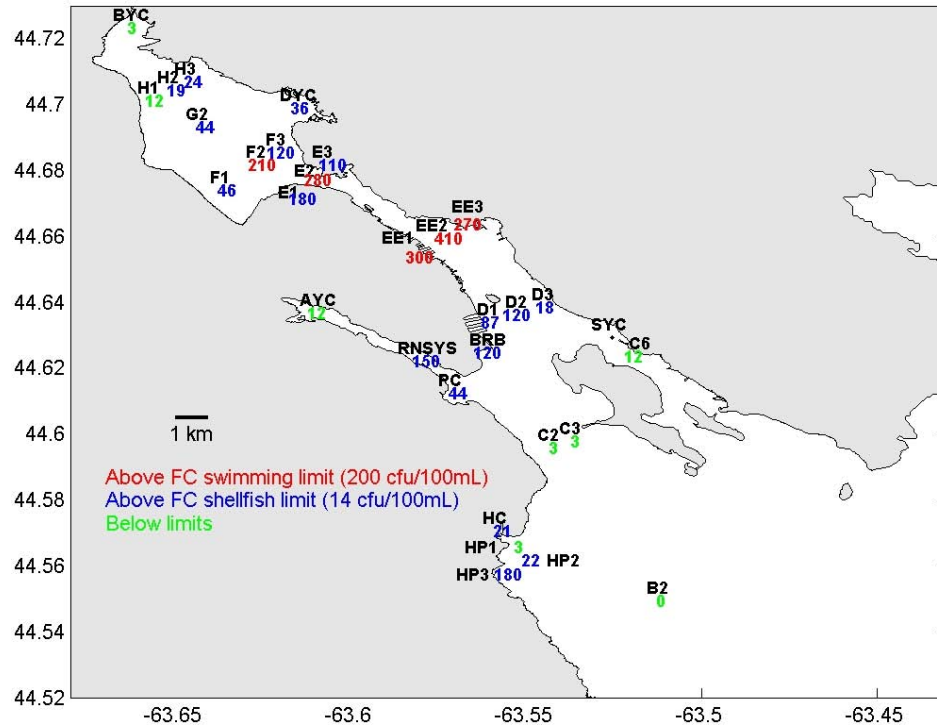 BYC
3
44.72
H3
H2
24
H1
19
12
44.7
DYC
36
G2
44
F3
120
F2
210
E3
110
44.68
E2
280
F1
46
E1
180
EE3
270
EE2
410
EE1
300
44.66
44.64
AYC
12
D3
18
D2
120
D1
87
SYC
C6
12
BRB
120
RNSYS
150
44.62
PC
44
44.6
C3
3
C2
3
1 km
44.58
Above FC swimming limit (200 cfu/100mL)
Above FC shellfish limit (14 cfu/100mL)
Below limits
HC
21
HP1
3
22 HP2
HP3 180
44.56
B2
0
44.54
44.52
-63.65 -63.6 -63.55 -63.5 -63.45